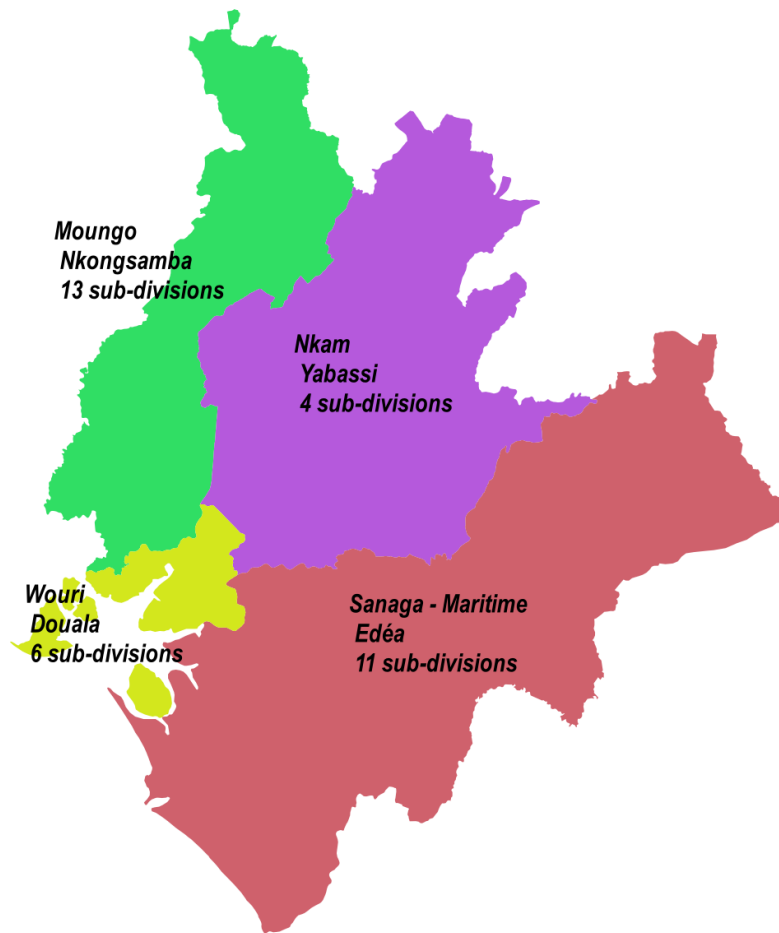 Moungo
Nkongsamba
13 sub-divisions
Nkam
Yabassi
4 sub-divisions
Wouri
Douala
6 sub-divisions
Sanaga - Maritime
Edéa
11 sub-divisions